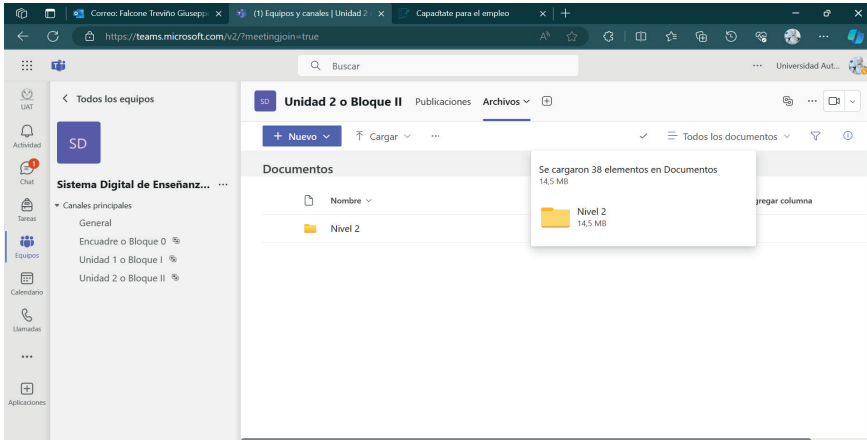 Correo: Falcone Treviño Giusepp
(1) Equipos y canales | Unidad 2
Capadtate para el empleo
https://teams.microsoft.com/v2/?meetingjoin=true
Buscar
Universidad Aut...
UAT
Actividad
Chat
1
Tareas
Equipos
Calendario
Llamadas
Aplicaciones
Todos los equipos
SD
Sistema Digital de Enseñanz...
Canales principales
General
Encuadre o Bloque 0
Unidad 1 o Bloque I
Unidad 2 o Bloque II
SD
Unidad 2 o Bloque II Publicaciones Archivos
+ Nuevo Cargar ... Todos los documentos
Documentos
Nombre
gregar columna
Nivel 2
Se cargaron 38 elementos en Documentos
14,5 MB
Nivel 2
14,5 MB